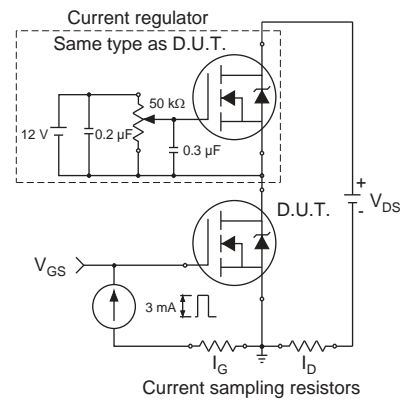 Current regulator
Same type as D.U.T.
50 kΩ
12 V
0.2 µF
0.3 µF
+
VDS
-
D.U.T.
VGS
3 mA
IG
ID
Current sampling resistors